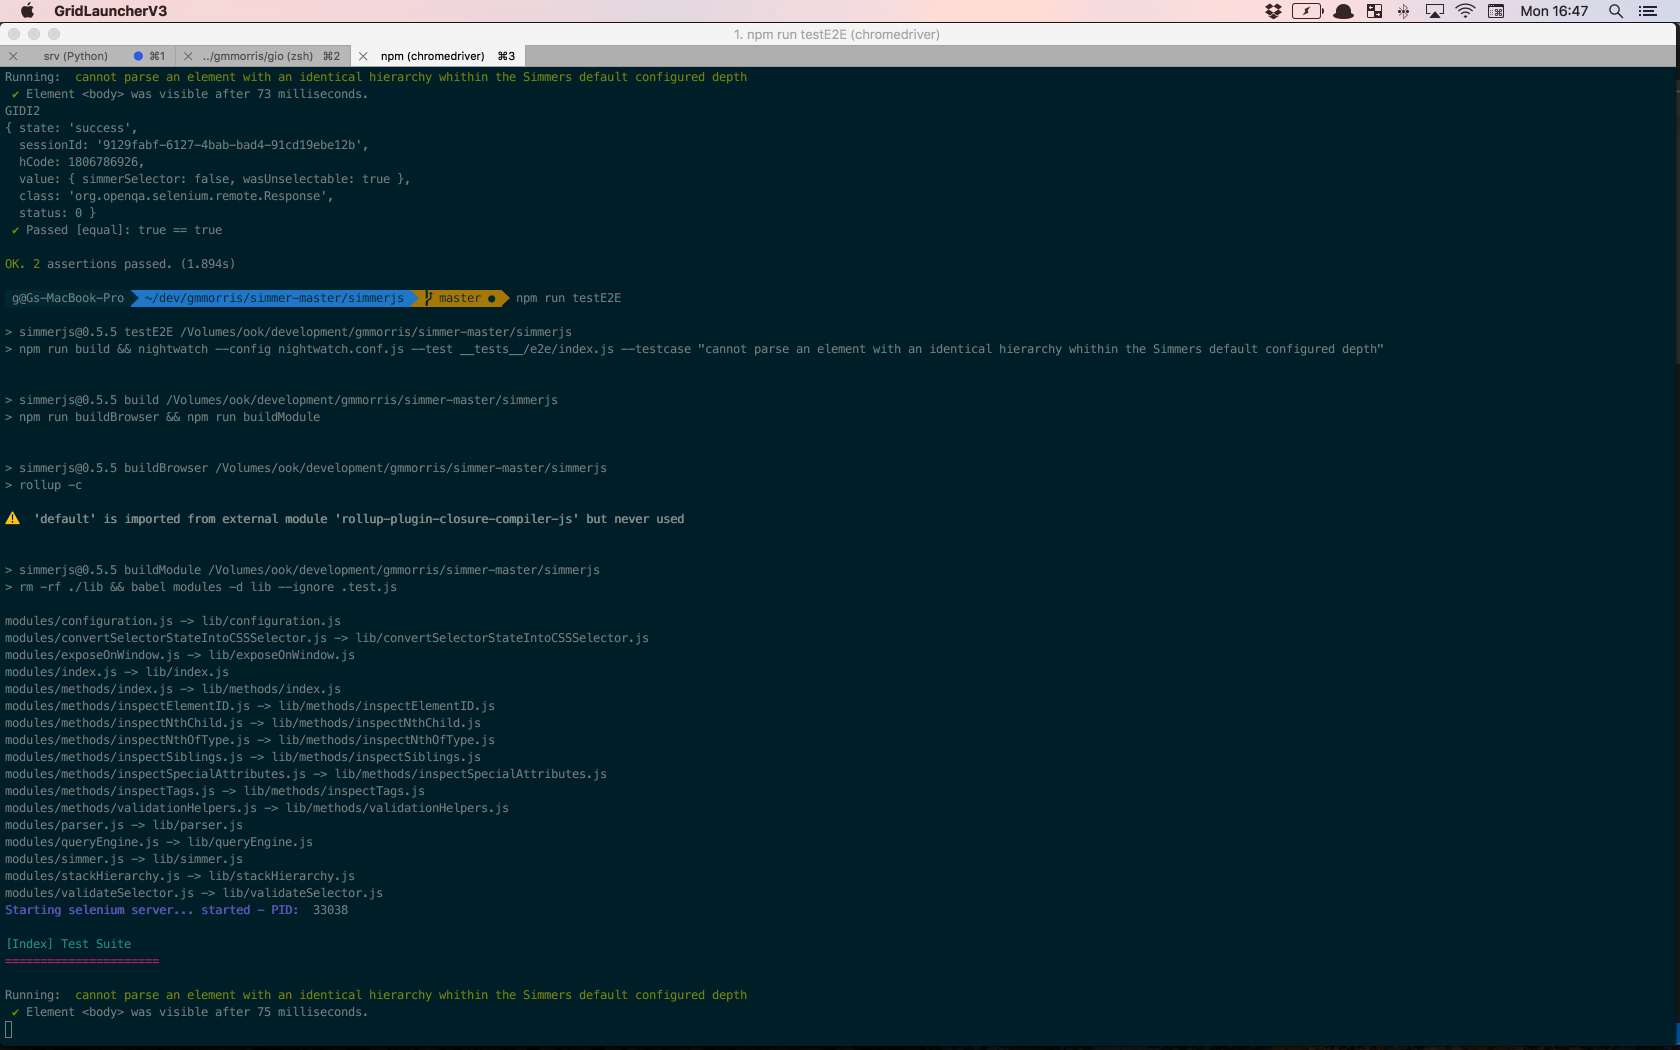 GridLauncherV3 Mon 16:47
1. npm run testE2E (chromedriver)
srv (Python) ⌘1 ../gmmorris/gio (zsh) ⌘2 npm (chromedriver) ⌘3
Running:  cannot parse an element with an identical hierarchy whithin the Simmers default configured depth
✔ Element <body> was visible after 73 milliseconds.
GIDI2
{ state: 'success',
  sessionId: '9129fabf-6127-4bab-bad4-91cd19ebe12b',
  hCode: 1806786926,
  value: { simmerSelector: false, wasUnselectable: true },
  class: 'org.openqa.selenium.remote.Response',
  status: 0 }
✔ Passed [equal]: true == true
OK. 2 assertions passed. (1.894s)
g@Gs-MacBook-Pro ~/dev/gmmorris/simmer-master/simmerjs master ● npm run testE2E
> simmerjs@0.5.5 testE2E /Volumes/ook/development/gmmorris/simmer-master/simmerjs
> npm run build && nightwatch --config nightwatch.conf.js --test __tests__/e2e/index.js --testcase "cannot parse an element with an identical hierarchy whithin the Simmers default configured depth"
> simmerjs@0.5.5 build /Volumes/ook/development/gmmorris/simmer-master/simmerjs
> npm run buildBrowser && npm run buildModule
> simmerjs@0.5.5 buildBrowser /Volumes/ook/development/gmmorris/simmer-master/simmerjs
> rollup -c
⚠ 'default' is imported from external module 'rollup-plugin-closure-compiler-js' but never used
> simmerjs@0.5.5 buildModule /Volumes/ook/development/gmmorris/simmer-master/simmerjs
> rm -rf ./lib && babel modules -d lib --ignore .test.js
modules/configuration.js -> lib/configuration.js
modules/convertSelectorStateIntoCSSSelector.js -> lib/convertSelectorStateIntoCSSSelector.js
modules/exposeOnWindow.js -> lib/exposeOnWindow.js
modules/index.js -> lib/index.js
modules/methods/index.js -> lib/methods/index.js
modules/methods/inspectElementID.js -> lib/methods/inspectElementID.js
modules/methods/inspectNthChild.js -> lib/methods/inspectNthChild.js
modules/methods/inspectNthOfType.js -> lib/methods/inspectNthOfType.js
modules/methods/inspectSiblings.js -> lib/methods/inspectSiblings.js
modules/methods/inspectSpecialAttributes.js -> lib/methods/inspectSpecialAttributes.js
modules/methods/inspectTags.js -> lib/methods/inspectTags.js
modules/methods/validationHelpers.js -> lib/methods/validationHelpers.js
modules/parser.js -> lib/parser.js
modules/queryEngine.js -> lib/queryEngine.js
modules/simmer.js -> lib/simmer.js
modules/stackHierarchy.js -> lib/stackHierarchy.js
modules/validateSelector.js -> lib/validateSelector.js
Starting selenium server... started - PID:  33038
[Index] Test Suite
======================
Running:  cannot parse an element with an identical hierarchy whithin the Simmers default configured depth
✔ Element <body> was visible after 75 milliseconds.